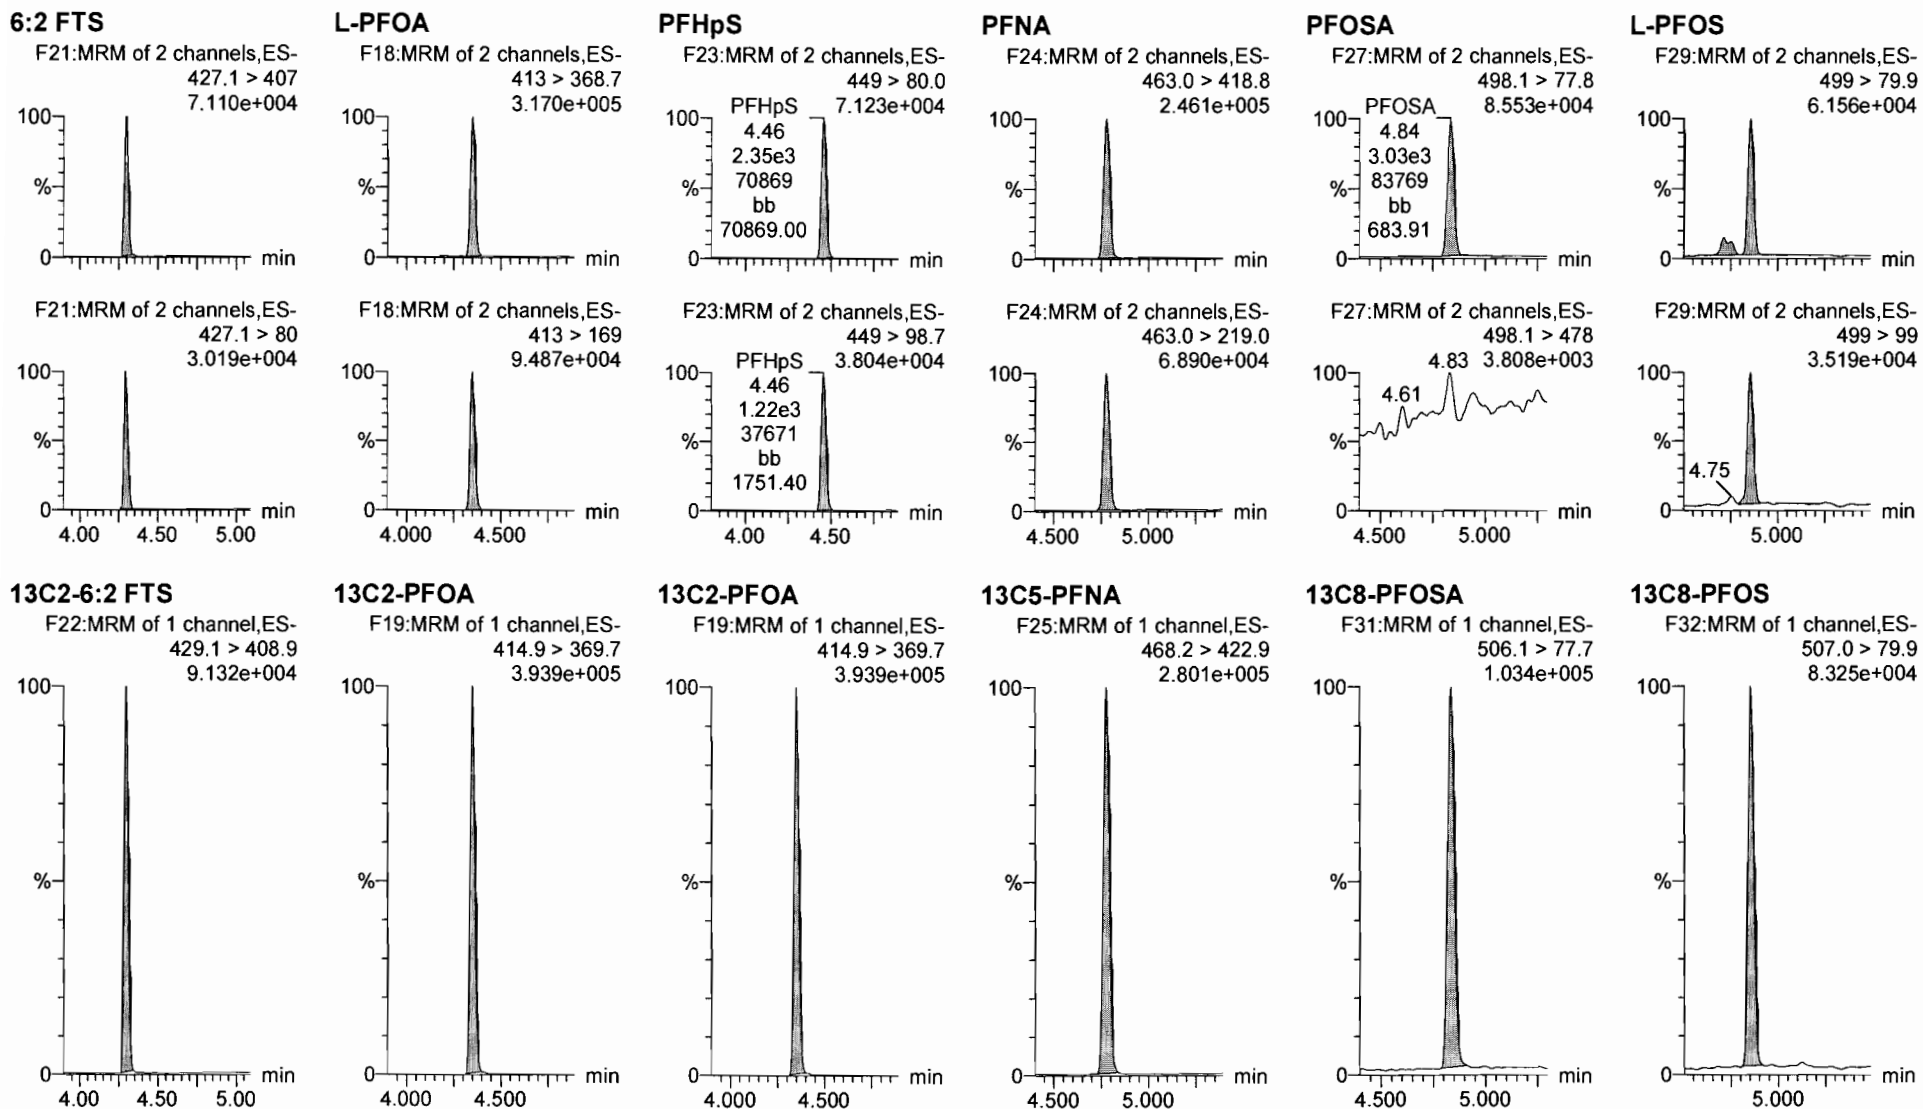 6:2 FTS
F21:MRM of 2 channels,ES-
427.1 > 407
7.110e+004
100
%
0
min
L-PFOA
F18:MRM of 2 channels,ES-
413 > 368.7
3.170e+005
100
%
0
min
PFHpS
F23:MRM of 2 channels,ES-
449 > 80.0
7.123e+004
100
PFHpS
4.46
2.35e3
70869
bb
70869.00
%
0
min
PFNA
F24:MRM of 2 channels,ES-
463.0 > 418.8
2.461e+005
100
%
0
min
PFOSA
F27:MRM of 2 channels,ES-
498.1 > 77.8
8.553e+004
100
PFOSA
4.84
3.03e3
83769
bb
683.91
%
0
min
L-PFOS
F29:MRM of 2 channels,ES-
499 > 79.9
6.156e+004
100
%
0
min
F21:MRM of 2 channels,ES-
427.1 > 80
3.019e+004
100
%
0
min
4.00 4.50 5.00
F18:MRM of 2 channels,ES-
413 > 169
9.487e+004
100
%
0
min
4.000 4.500
F23:MRM of 2 channels,ES-
449 > 98.7
3.804e+004
100
PFHpS
4.46
1.22e3
37671
bb
1751.40
%
0
min
4.00 4.50
F24:MRM of 2 channels,ES-
463.0 > 219.0
6.890e+004
100
%
0
min
4.500 5.000
F27:MRM of 2 channels,ES-
498.1 > 478
4.83 3.808e+003
100
4.61
%
0
min
4.500 5.000
F29:MRM of 2 channels,ES-
499 > 99
3.519e+004
100
%
4.75
0
min
5.000
13C2-6:2 FTS
F22:MRM of 1 channel,ES-
429.1 > 408.9
9.132e+004
100
%
0
min
4.00 4.50 5.00
13C2-PFOA
F19:MRM of 1 channel,ES-
414.9 > 369.7
3.939e+005
100
%
0
min
4.000 4.500
13C2-PFOA
F19:MRM of 1 channel,ES-
414.9 > 369.7
3.939e+005
100
%
0
min
4.000 4.500
13C5-PFNA
F25:MRM of 1 channel,ES-
468.2 > 422.9
2.801e+005
100
%
0
min
4.500 5.000
13C8-PFOSA
F31:MRM of 1 channel,ES-
506.1 > 77.7
1.034e+005
100
%
0
min
4.500 5.000
13C8-PFOS
F32:MRM of 1 channel,ES-
507.0 > 79.9
8.325e+004
100
%
0
min
5.000